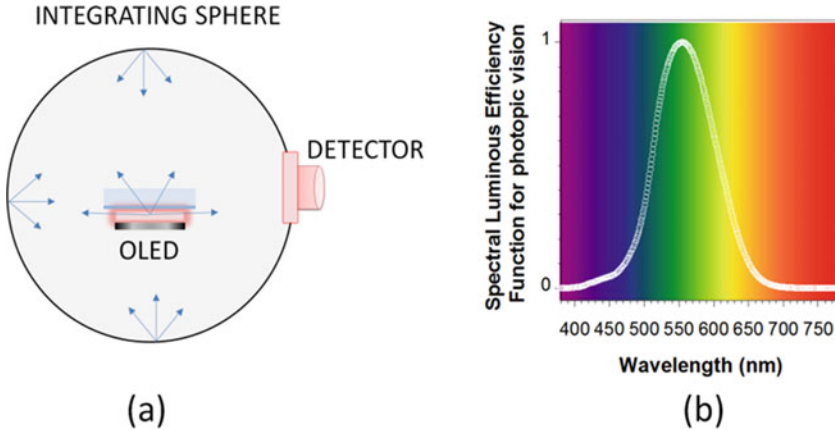 INTEGRATING SPHERE
DETECTOR
OLED
(a)
Spectral Luminous Efficiency
Function for photopic vision
1
0
400 450 500 550 600 650 700 750
Wavelength (nm)
(b)